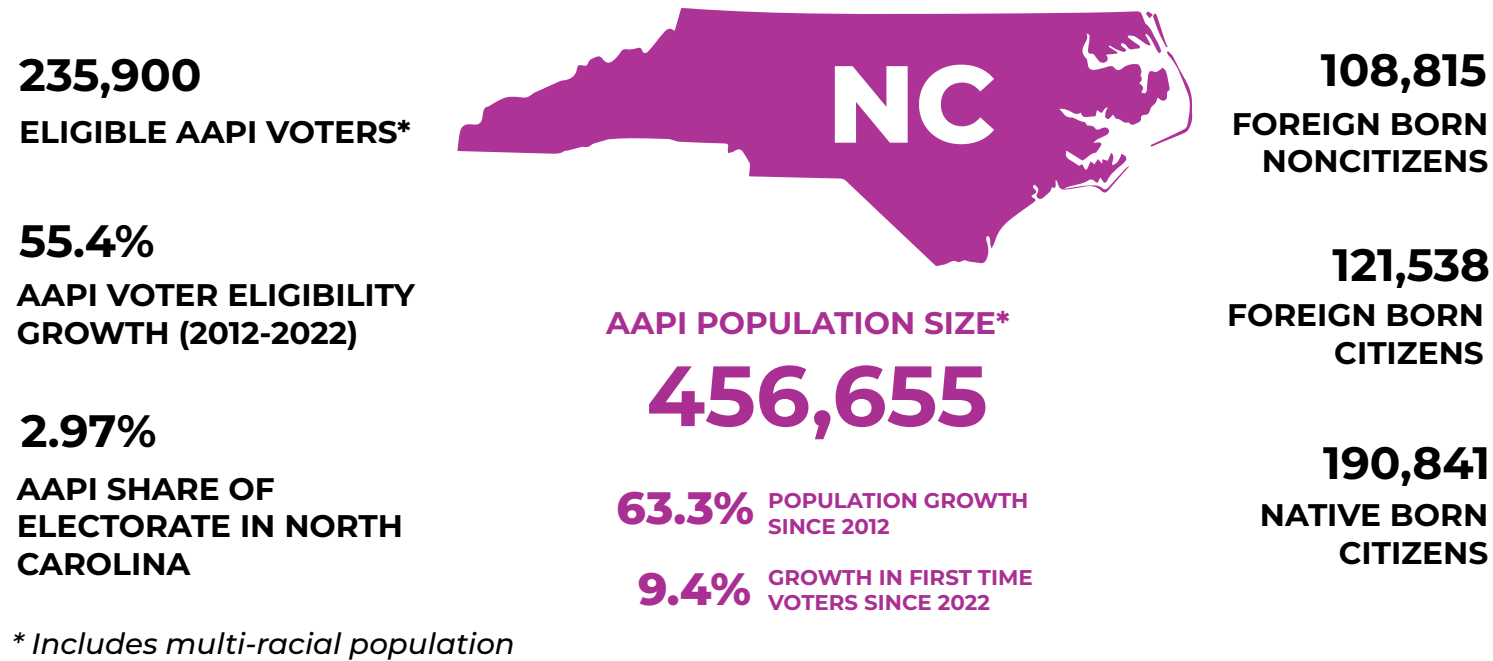 235,900
ELIGIBLE AAPI VOTERS*
55.4%
AAPI VOTER ELIGIBILITY
GROWTH (2012-2022)
2.97%
AAPI SHARE OF
ELECTORATE IN NORTH
CAROLINA
NC
AAPI POPULATION SIZE*
456,655
63.3% POPULATION GROWTH
SINCE 2012
9.4% GROWTH IN FIRST TIME
VOTERS SINCE 2022
108,815
FOREIGN BORN
NONCITIZENS
121,538
FOREIGN BORN
CITIZENS
190,841
NATIVE BORN
CITIZENS
* Includes multi-racial population